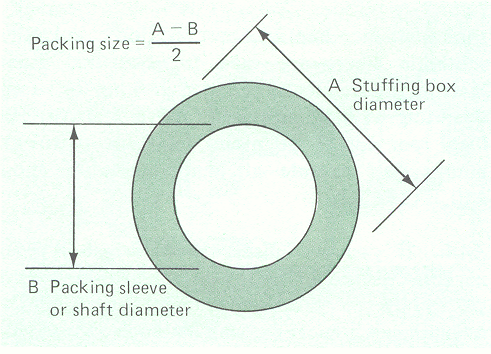 Packing size = A – B / 2
A Stuffing box
diameter
B Packing sleeve
or shaft diameter